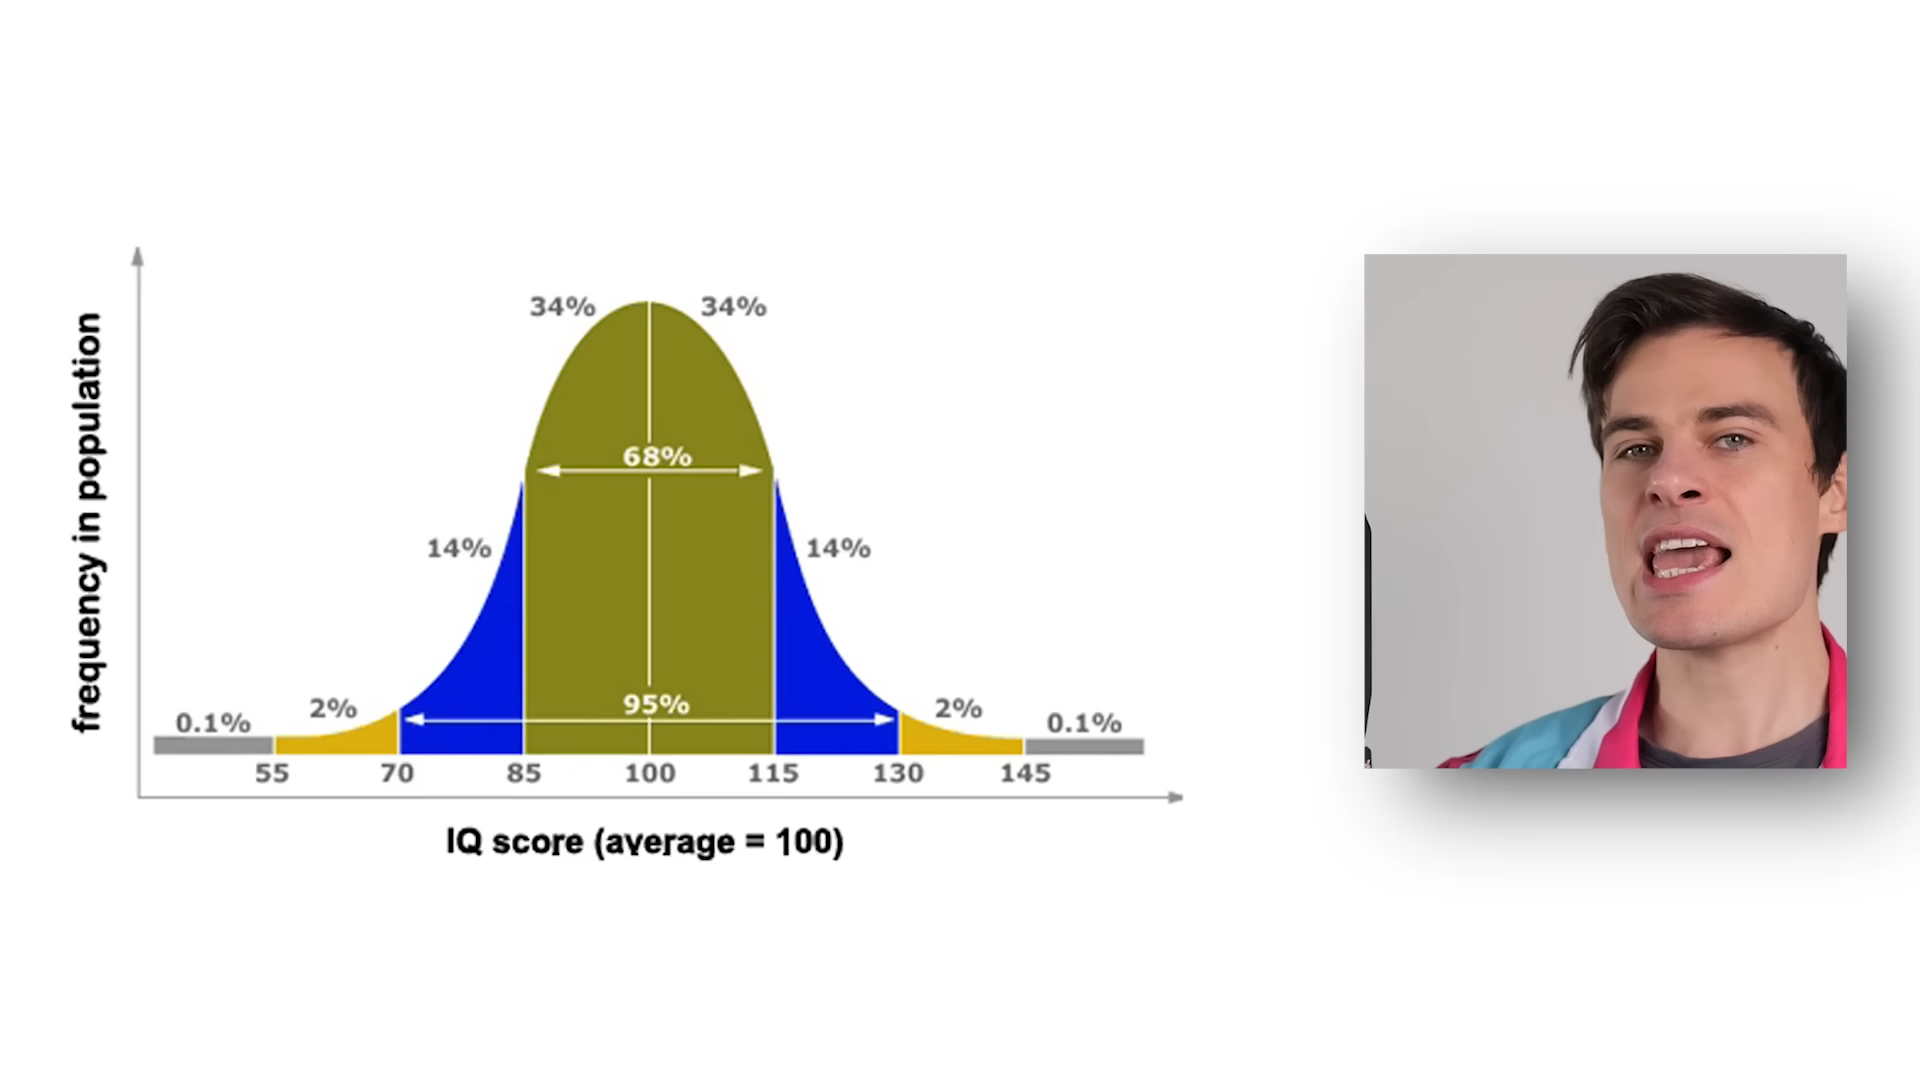 frequency in population
34% 34%
68%
14% 14%
95%
0.1% 2% 2% 0.1%
55 70 85 100 115 130 145
IQ score (average = 100)